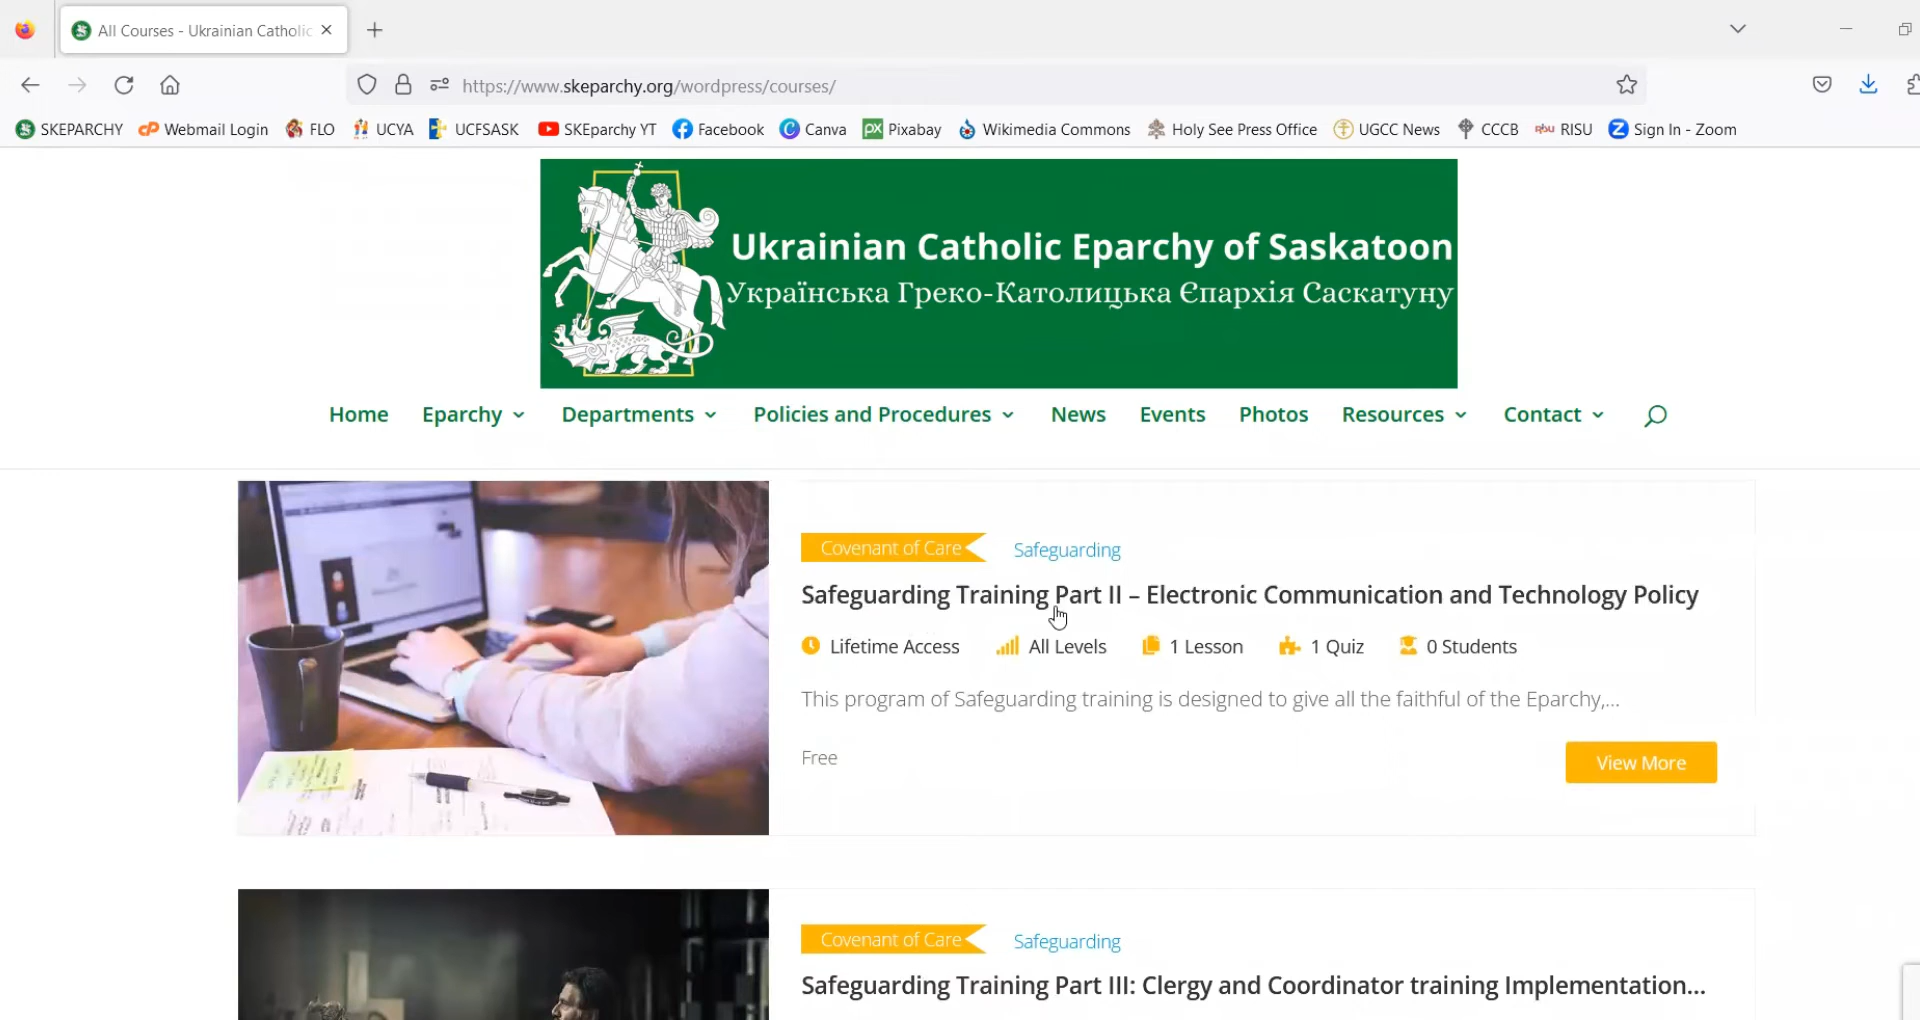 All Courses - Ukrainian Catholic
https://www.skeparchy.org/wordpress/courses/
SKEPARCHY Webmail Login FLO UCYA UCFSASK SKEparchy YT Facebook Canva Pixabay Wikimedia Commons Holy See Press Office UGCC News CCCB RISU Sign In - Zoom
Ukrainian Catholic Eparchy of Saskatoon
Українська Греко-Католицька Єпархія Саскатуну
Home Eparchy Departments Policies and Procedures News Events Photos Resources Contact
Covenant of Care Safeguarding
Safeguarding Training Part II – Electronic Communication and Technology Policy
Lifetime Access All Levels 1 Lesson 1 Quiz 0 Students
This program of Safeguarding training is designed to give all the faithful of the Eparchy,...
Free View More
Covenant of Care Safeguarding
Safeguarding Training Part III: Clergy and Coordinator training Implementation...